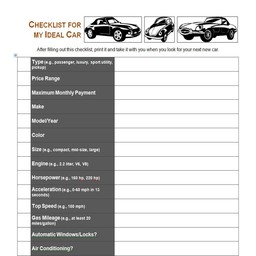 CHECKLIST FOR
MY IDEAL CAR
After filling out this checklist, print it and take it with you when you look for your next new car
Type (e.g., passenger, luxury, sport utility,
pickup)
Price Range
Maximum Monthly Payment
Make
Model/Year
Color
Size (e.g., compact, mid-size, large)
Engine (e.g., 2.2 liter, V6, V8)
Horsepower (e.g., 160 hp, 220 hp)
Acceleration (e.g., 0-60 mph in 13
seconds)
Top Speed (e.g., 100 mph)
Gas Mileage (e.g., at least 20
miles/gallon)
Automatic Windows/Locks?
Air Conditioning?